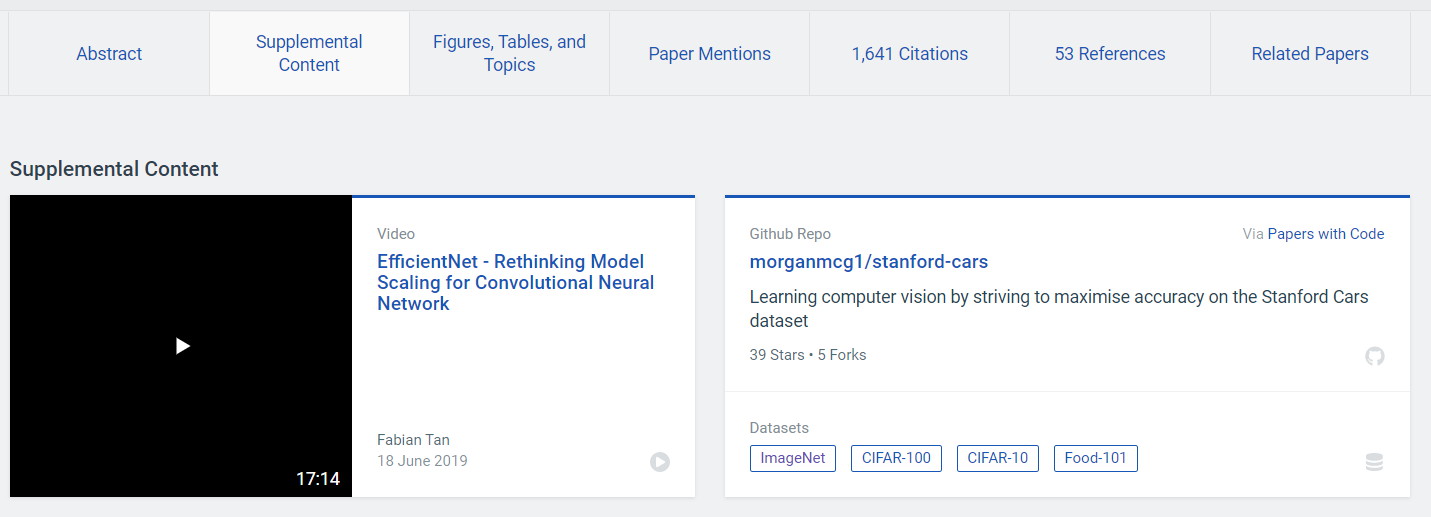 Abstract
Supplemental
Content
Figures, Tables, and
Topics
Paper Mentions
1,641 Citations
53 References
Related Papers
Supplemental Content
Video
EfficientNet - Rethinking Model
Scaling for Convolutional Neural
Network
Fabian Tan
18 June 2019
17:14
Github Repo
Via Papers with Code
morganmcg1/stanford-cars
Learning computer vision by striving to maximise accuracy on the Stanford Cars
dataset
39 Stars • 5 Forks
Datasets
ImageNet
CIFAR-100
CIFAR-10
Food-101